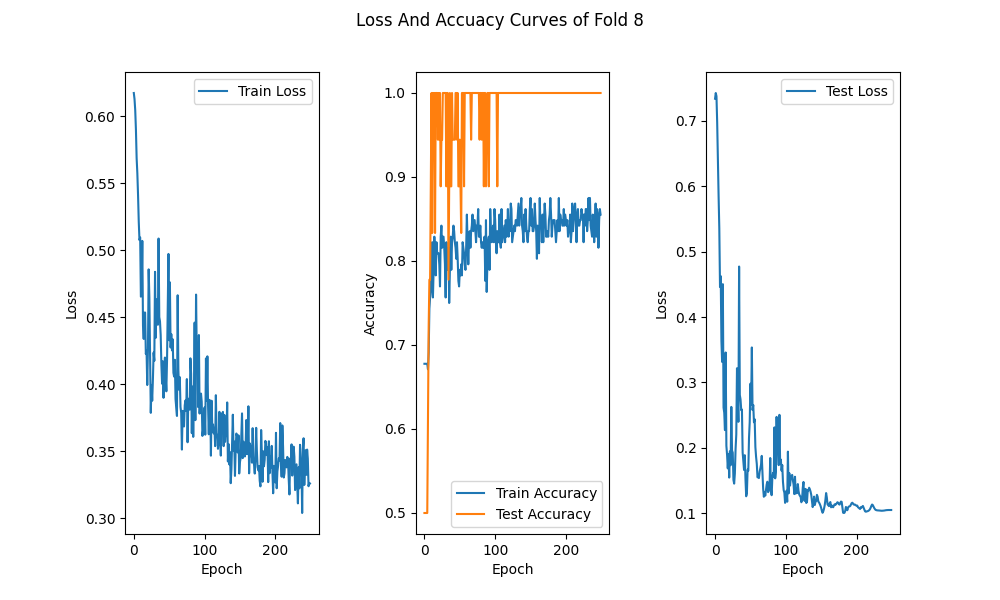 Loss And Accuacy Curves of Fold 8
Train Loss
0.60
0.55
0.50
0.45
0.40
0.35
0.30
Loss
0
100
200
Epoch
1.0
0.9
0.8
0.7
0.6
0.5
Accuracy
Train Accuracy
Test Accuracy
0
100
200
Epoch
Test Loss
0.7
0.6
0.5
0.4
0.3
0.2
0.1
Loss
0
100
200
Epoch